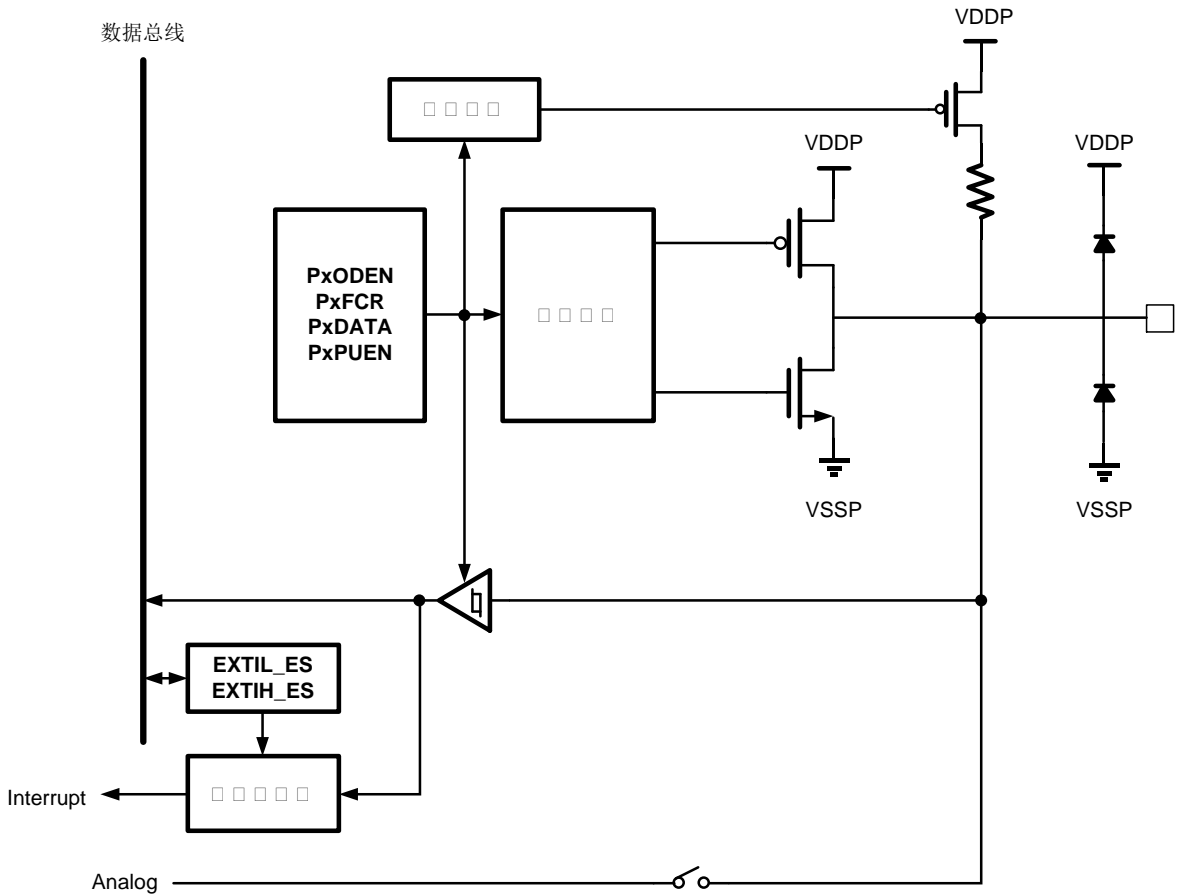 数据总线
VDDP
VDDP
VDDP
PxODEN
PxFCR
PxDATA
PxPUEN
VSSP
VSSP
EXTIL_ES
EXTIH_ES
Interrupt
Analog